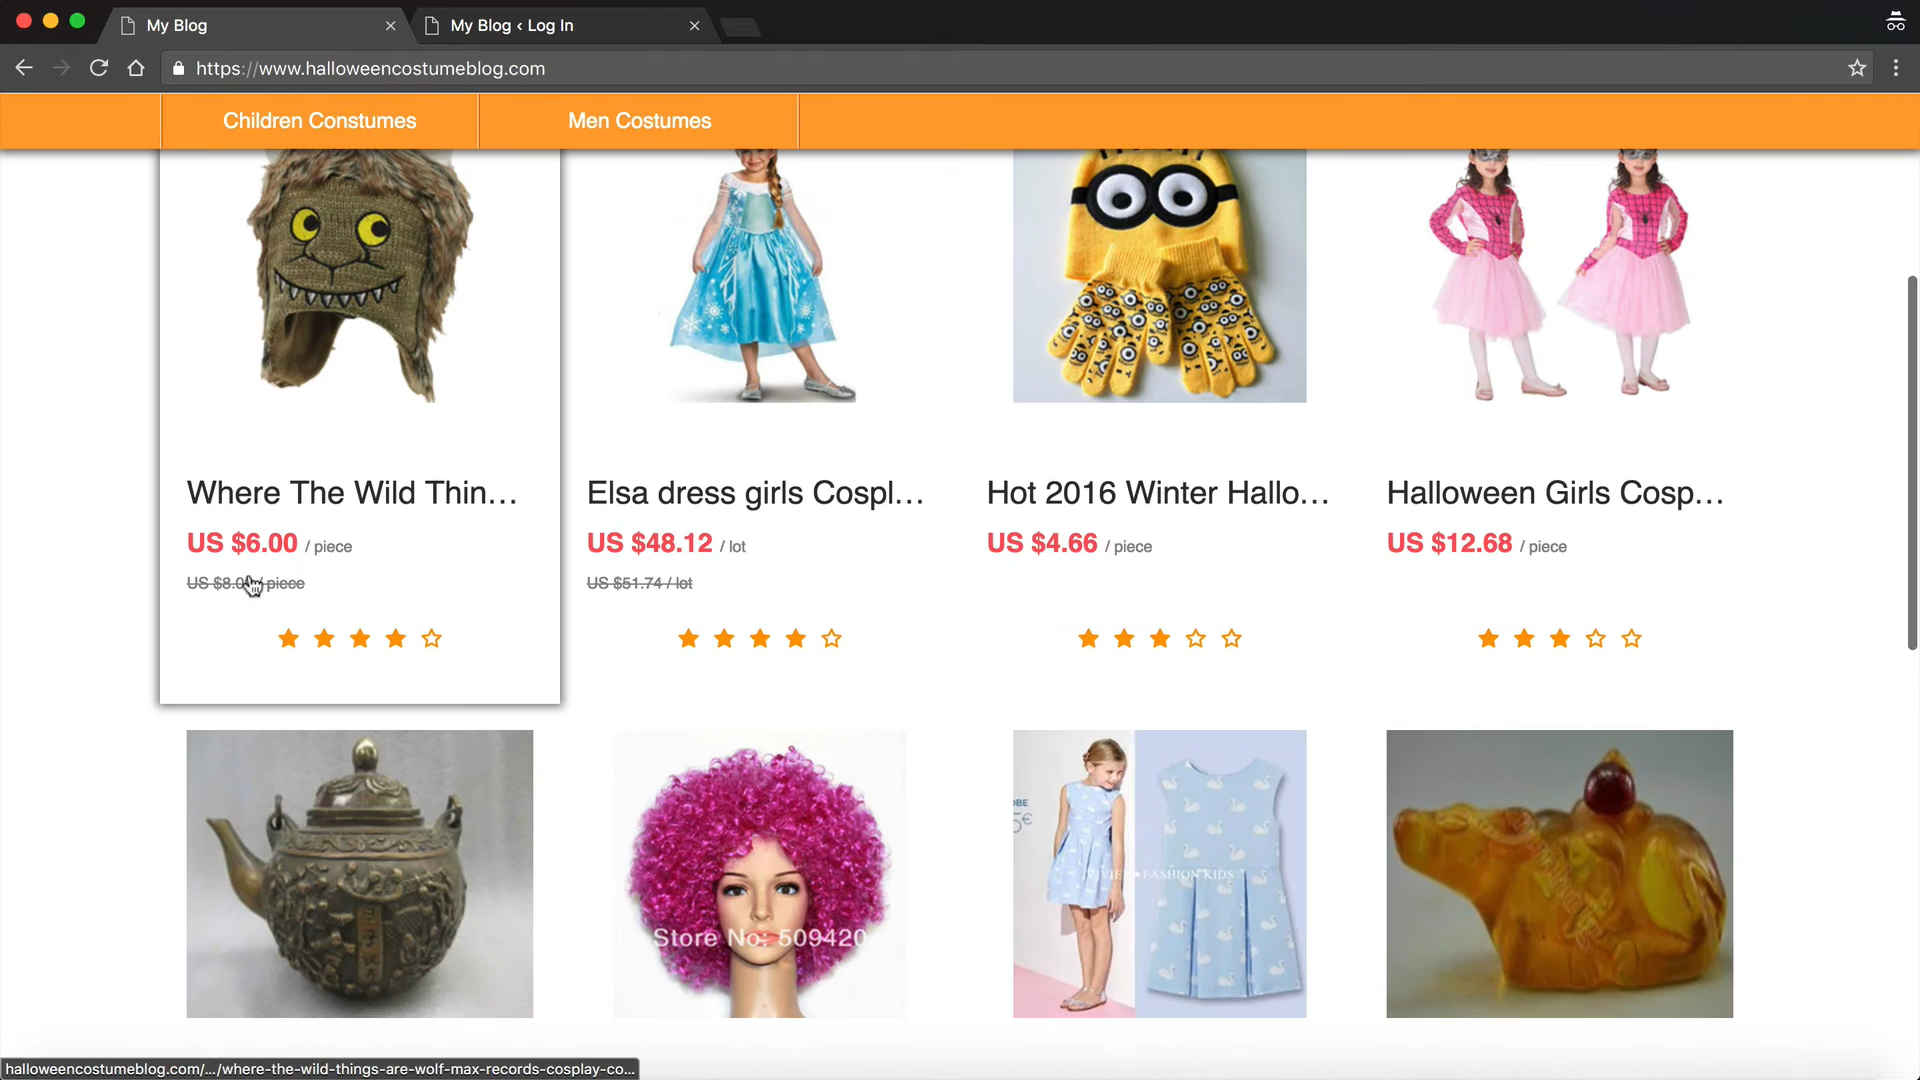 My Blog
My Blog ‹ Log In
https://www.halloweencostumeblog.com
Children Constumes
Men Costumes
Where The Wild Thin...
Elsa dress girls Cospl...
Hot 2016 Winter Hallo...
Halloween Girls Cosp...
US $6.00 / piece
US $48.12 / lot
US $4.66 / piece
US $12.68 / piece
US $8.0 / piece
US $51.74 / lot
Store No: 509420
FASHION KIDS
halloweencostumeblog.com/.../where-the-wild-things-are-wolf-max-records-cosplay-co...